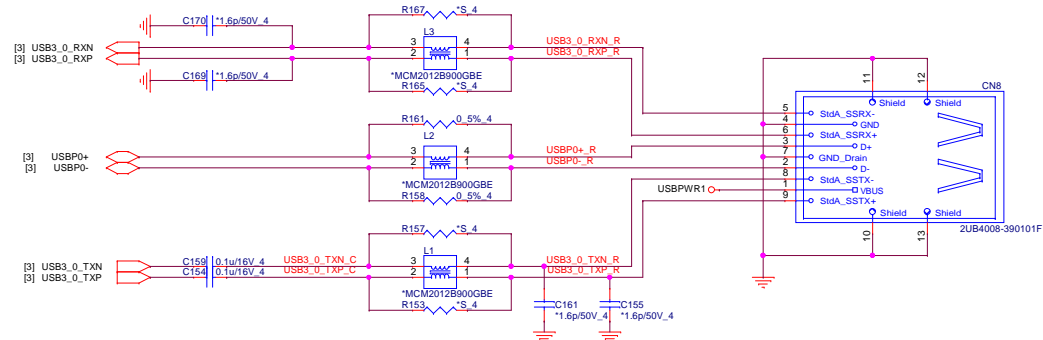 R167 *S_4
C170 *1.6p/50V_4
L3
[3] USB3_0_RXN 3 4 USB3_0_RXN_R
[3] USB3_0_RXP 2 1 USB3_0_RXP_R
C169 *1.6p/50V_4
*MCM2012B900GBE
R165 *S_4
11 12
CN8
Shield Shield
5 StdA_SSRX-
4 GND
6 StdA_SSRX+
3 D+
7 GND_Drain
2 D-
8 StdA_SSTX-
USBPWR1 1 VBUS
9 StdA_SSTX+
Shield Shield
10 13
2UB4008-390101F
R161 0_5%_4
L2
[3] USBP0+ 3 4 USBP0+_R
[3] USBP0- 2 1 USBP0-_R
*MCM2012B900GBE
R158 0_5%_4
R157 *S_4
L1
[3] USB3_0_TXN C159 0.1u/16V_4 USB3_0_TXN_C 3 4 USB3_0_TXN_R
[3] USB3_0_TXP C154 0.1u/16V_4 USB3_0_TXP_C 2 1 USB3_0_TXP_R
*MCM2012B900GBE
R153 *S_4
C161 C155
*1.6p/50V_4 *1.6p/50V_4